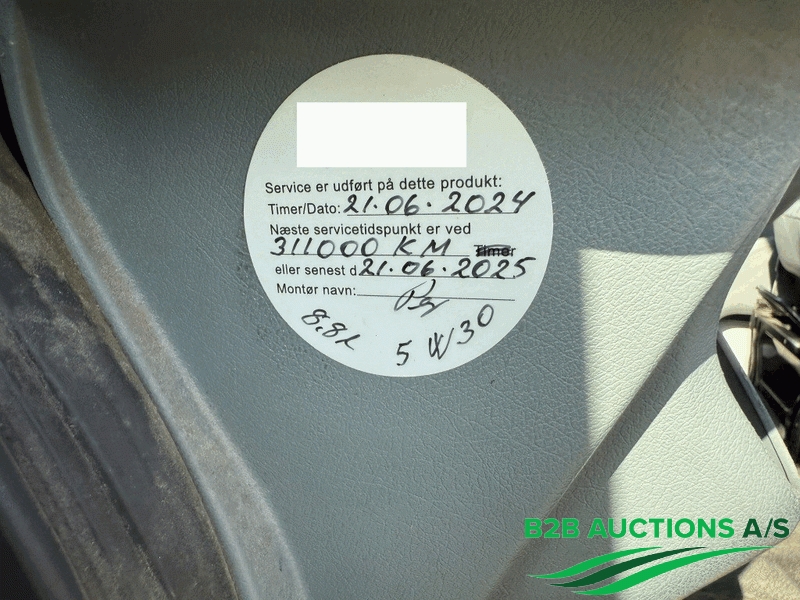 Service er udført på dette produkt:
Timer/Dato: 21.06.2024
Næste servicetidspunkt er ved
311000 KM Timer
eller senest d 21.06.2025
Montør navn:
8,8L
5W30
B2B AUCTIONS A/S